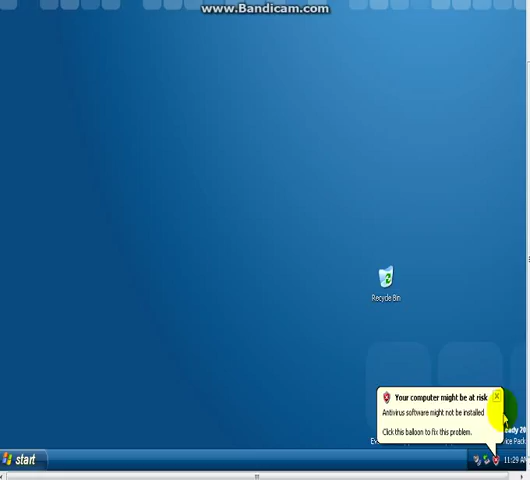 www.Bandicam.com
Recycle Bin
Your computer might be at risk
Antivirus software might not be installed
Click this balloon to fix this problem.
start
11:29